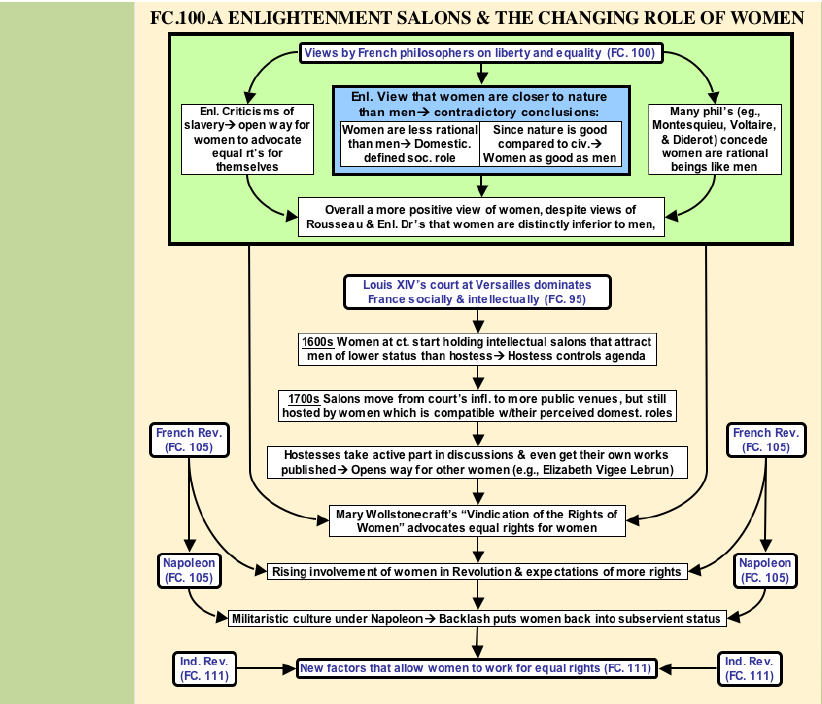 FC.100.A ENLIGHTENMENT SALONS & THE CHANGING ROLE OF WOMEN
Views by French philosophers on liberty and equality (FC. 100)
Enl. Criticisms of
slavery→ open way for
women to advocate
equal rt's for
themselves
Enl. View that women are closer to nature
than men→ contradictory conclusions:
Women are less rational
than men→ Domestic.
defined soc. role
Since nature is good
compared to civ.→
Women as good as men
Many phil's (eg.,
Montesquieu, Voltaire,
& Diderot) concede
women are rational
beings like men
Overall a more positive view of women, despite views of
Rousseau & Enl. Dr's that women are distinctly inferior to men,
Louis XIV's court at Versailles dominates
France socially & intellectually (FC. 95)
1600s Women at ct. start holding intellectual salons that attract
men of lower status than hostess→ Hostess controls agenda
1700s Salons move from court's infl. to more public venues, but still
hosted by women which is compatible w/their perceived domest. roles
French Rev.
(FC. 105)
French Rev.
(FC. 105)
Hostesses take active part in discussions & even get their own works
published→ Opens way for other women (e.g., Elizabeth Vigee Lebrun)
Mary Wollstonecraft's “Vindication of the Rights of
Women” advocates equal rights for women
Napoleon
(FC. 105)
Rising involvement of women in Revolution & expectations of more rights
Napoleon
(FC. 105)
Militaristic culture under Napoleon→ Backlash puts women back into subservient status
Ind. Rev.
(FC. 111)
New factors that allow women to work for equal rights (FC. 111)
Ind. Rev.
(FC. 111)